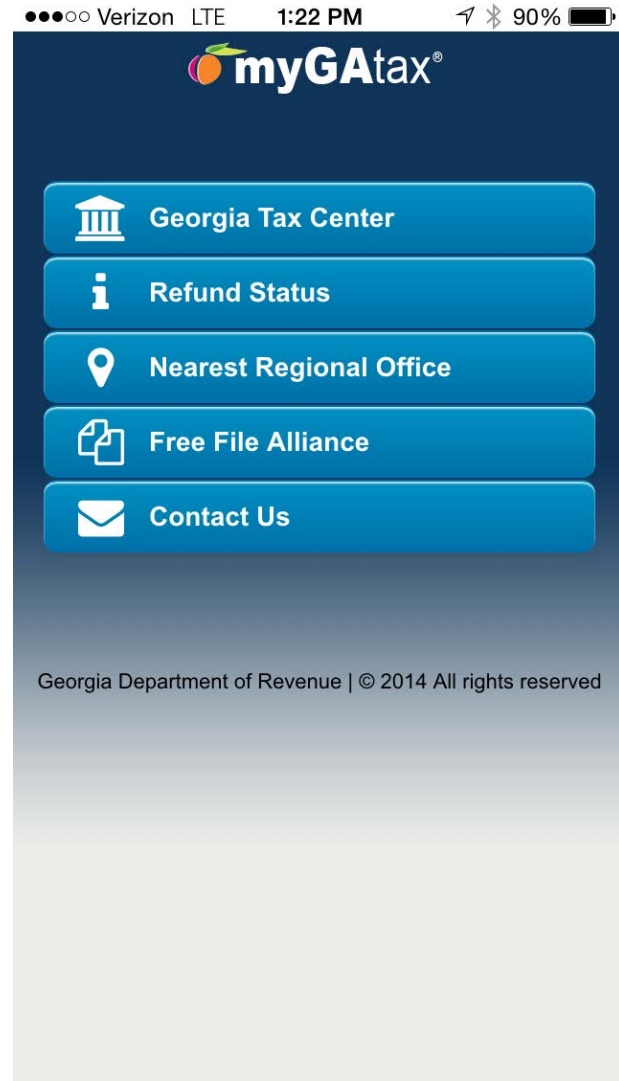 Verizon LTE 1:22 PM 90%
myGAtax®
Georgia Tax Center
Refund Status
Nearest Regional Office
Free File Alliance
Contact Us
Georgia Department of Revenue | © 2014 All rights reserved